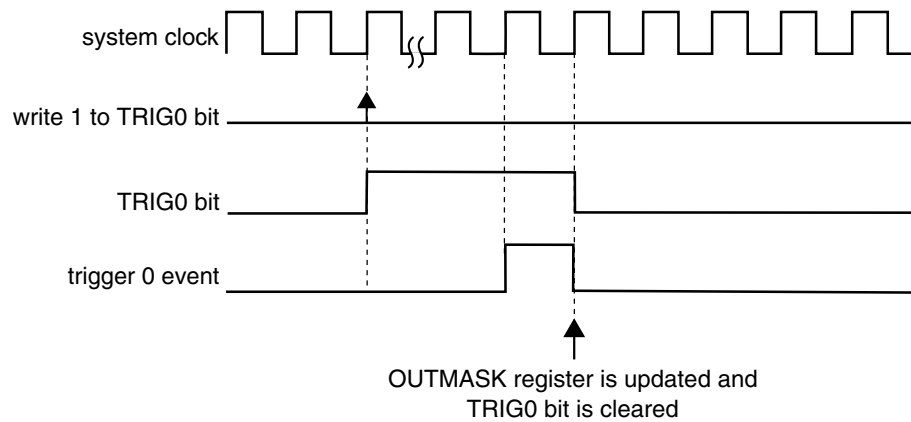 system clock
write 1 to TRIG0 bit
TRIG0 bit
trigger 0 event
OUTMASK register is updated and
TRIG0 bit is cleared